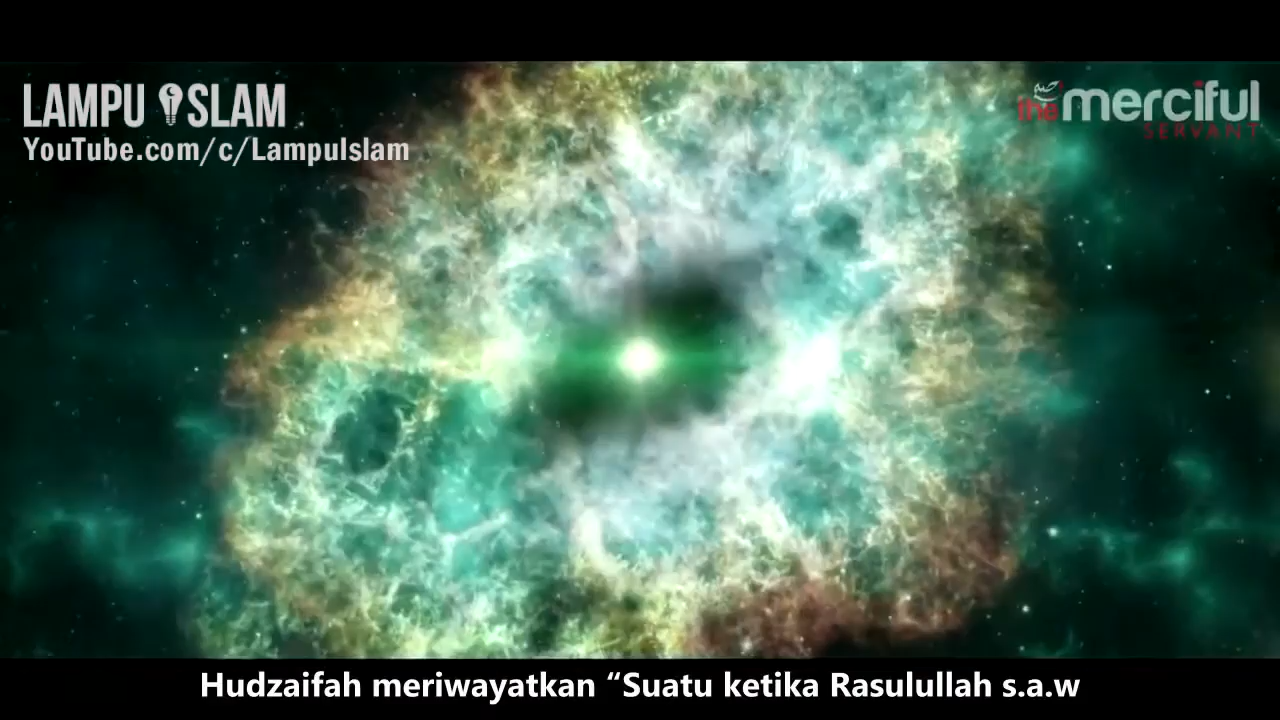 LAMPU ISLAM
YouTube.com/c/LampuIslam
the merciful
SERVANT
Hudzaifah meriwayatkan “Suatu ketika Rasulullah s.a.w